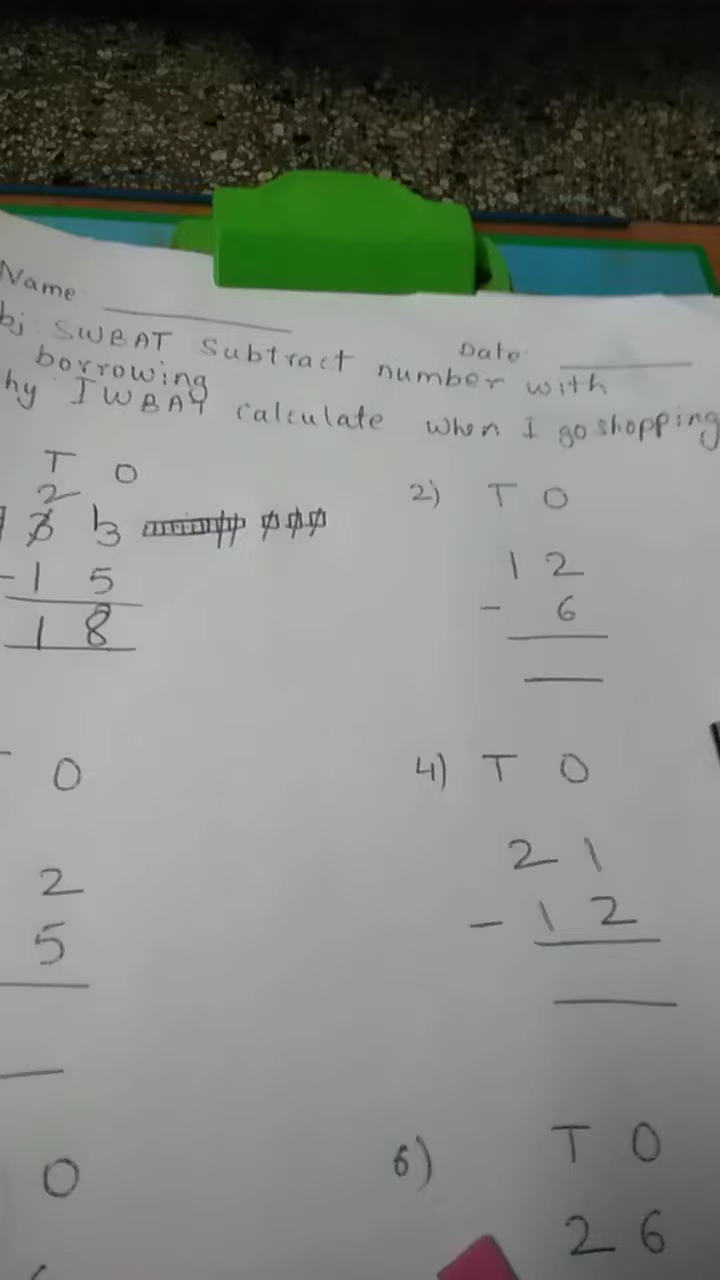 Name
Date
bj: SWBAT subtract number with
borrowing
hy IWBAT calculate when I go shopping
T O
2
3 13
- 1 5
1 8
2) T O
1 2
- 6
O
2
5
4) T O
2 1
- 1 2
O
6) T O
2 6